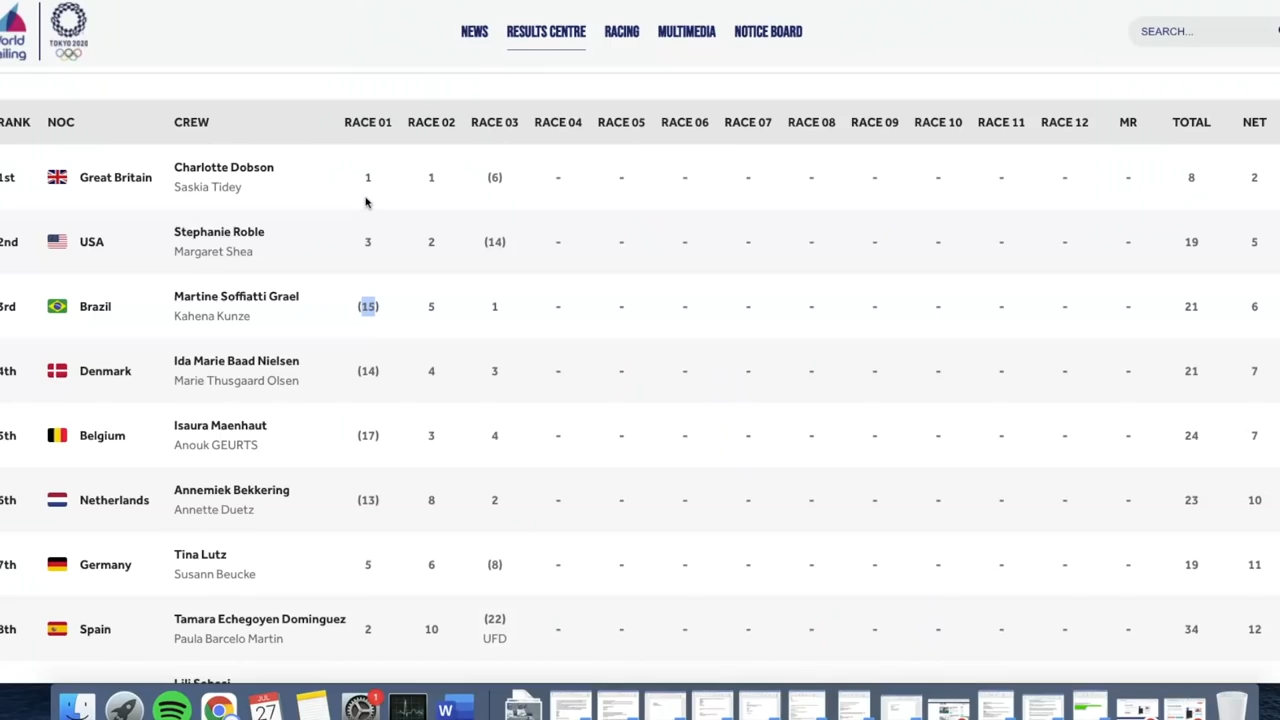 orld
ailing
TOKYO 2020
NEWS RESULTS CENTRE RACING MULTIMEDIA NOTICE BOARD
SEARCH...
RANK NOC CREW RACE 01 RACE 02 RACE 03 RACE 04 RACE 05 RACE 06 RACE 07 RACE 08 RACE 09 RACE 10 RACE 11 RACE 12 MR TOTAL NET
1st Great Britain Charlotte Dobson 1 1 (6) - - - - - - - - - - 8 2
Saskia Tidey
2nd USA Stephanie Roble 3 2 (14) - - - - - - - - - - 19 5
Margaret Shea
3rd Brazil Martine Soffiatti Grael (15) 5 1 - - - - - - - - - - 21 6
Kahena Kunze
4th Denmark Ida Marie Baad Nielsen (14) 4 3 - - - - - - - - - - 21 7
Marie Thusgaard Olsen
5th Belgium Isaura Maenhaut (17) 3 4 - - - - - - - - - - 24 7
Anouk GEURTS
6th Netherlands Annemiek Bekkering (13) 8 2 - - - - - - - - - - 23 10
Annette Duetz
7th Germany Tina Lutz 5 6 (8) - - - - - - - - - - 19 11
Susann Beucke
8th Spain Tamara Echegoyen Dominguez 2 10 (22) - - - - - - - - - - 34 12
Paula Barcelo Martin UFD
JUL
27
1
W